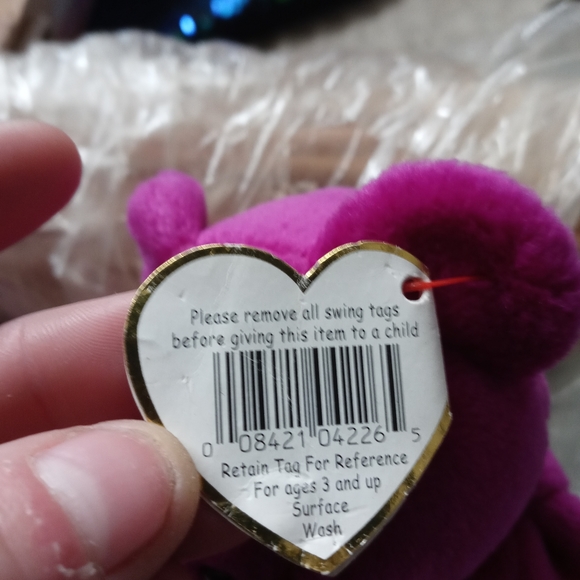 Please remove all swing tags
before giving this item to a child
0 08421 04226 5
Retain Tag For Reference
For ages 3 and up
Surface
Wash